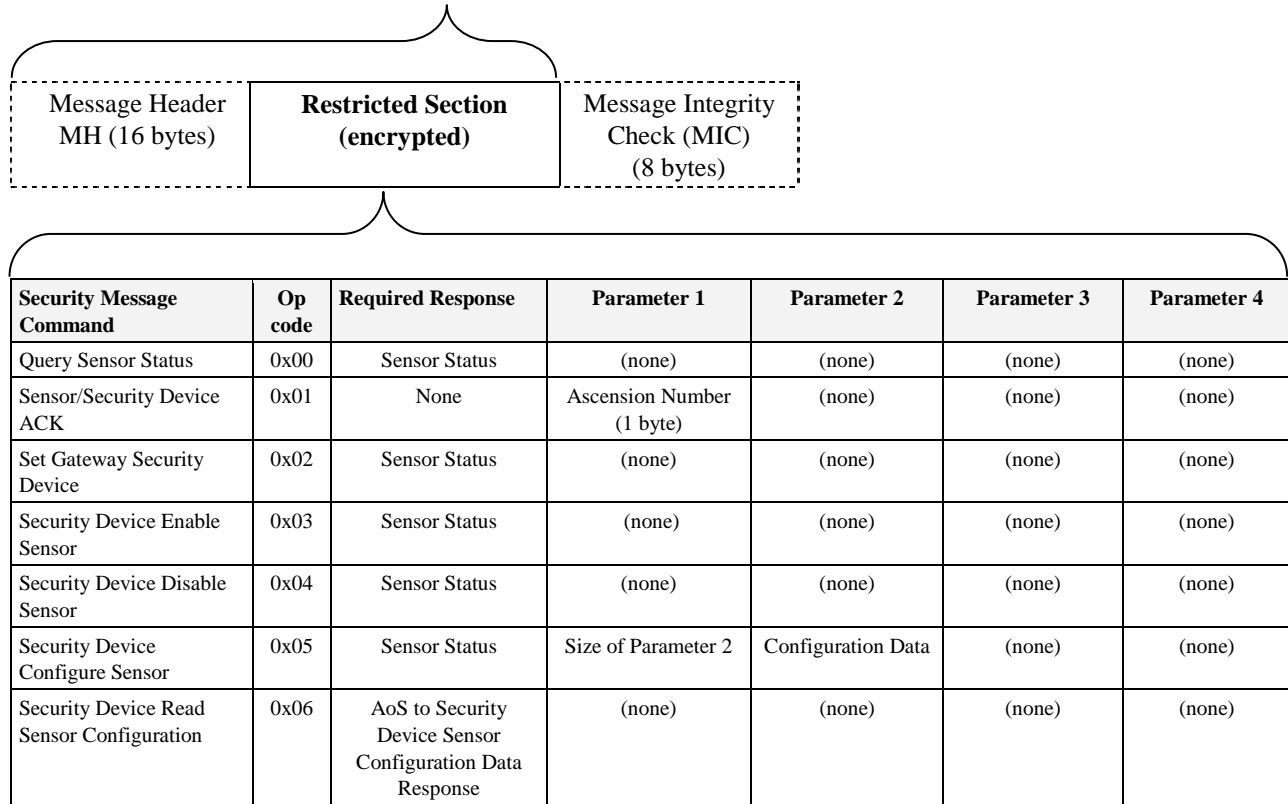 Message Header
MH (16 bytes)
Restricted Section
(encrypted)
Message Integrity
Check (MIC)
(8 bytes)
Security Message
Command
Op
code
Required Response
Parameter 1
Parameter 2
Parameter 3
Parameter 4
Query Sensor Status
0x00
Sensor Status
(none)
(none)
(none)
(none)
Sensor/Security Device
ACK
0x01
None
Ascension Number
(1 byte)
(none)
(none)
(none)
Set Gateway Security
Device
0x02
Sensor Status
(none)
(none)
(none)
(none)
Security Device Enable
Sensor
0x03
Sensor Status
(none)
(none)
(none)
(none)
Security Device Disable
Sensor
0x04
Sensor Status
(none)
(none)
(none)
(none)
Security Device
Configure Sensor
0x05
Sensor Status
Size of Parameter 2
Configuration Data
(none)
(none)
Security Device Read
Sensor Configuration
0x06
AoS to Security
Device Sensor
Configuration Data
Response
(none)
(none)
(none)
(none)